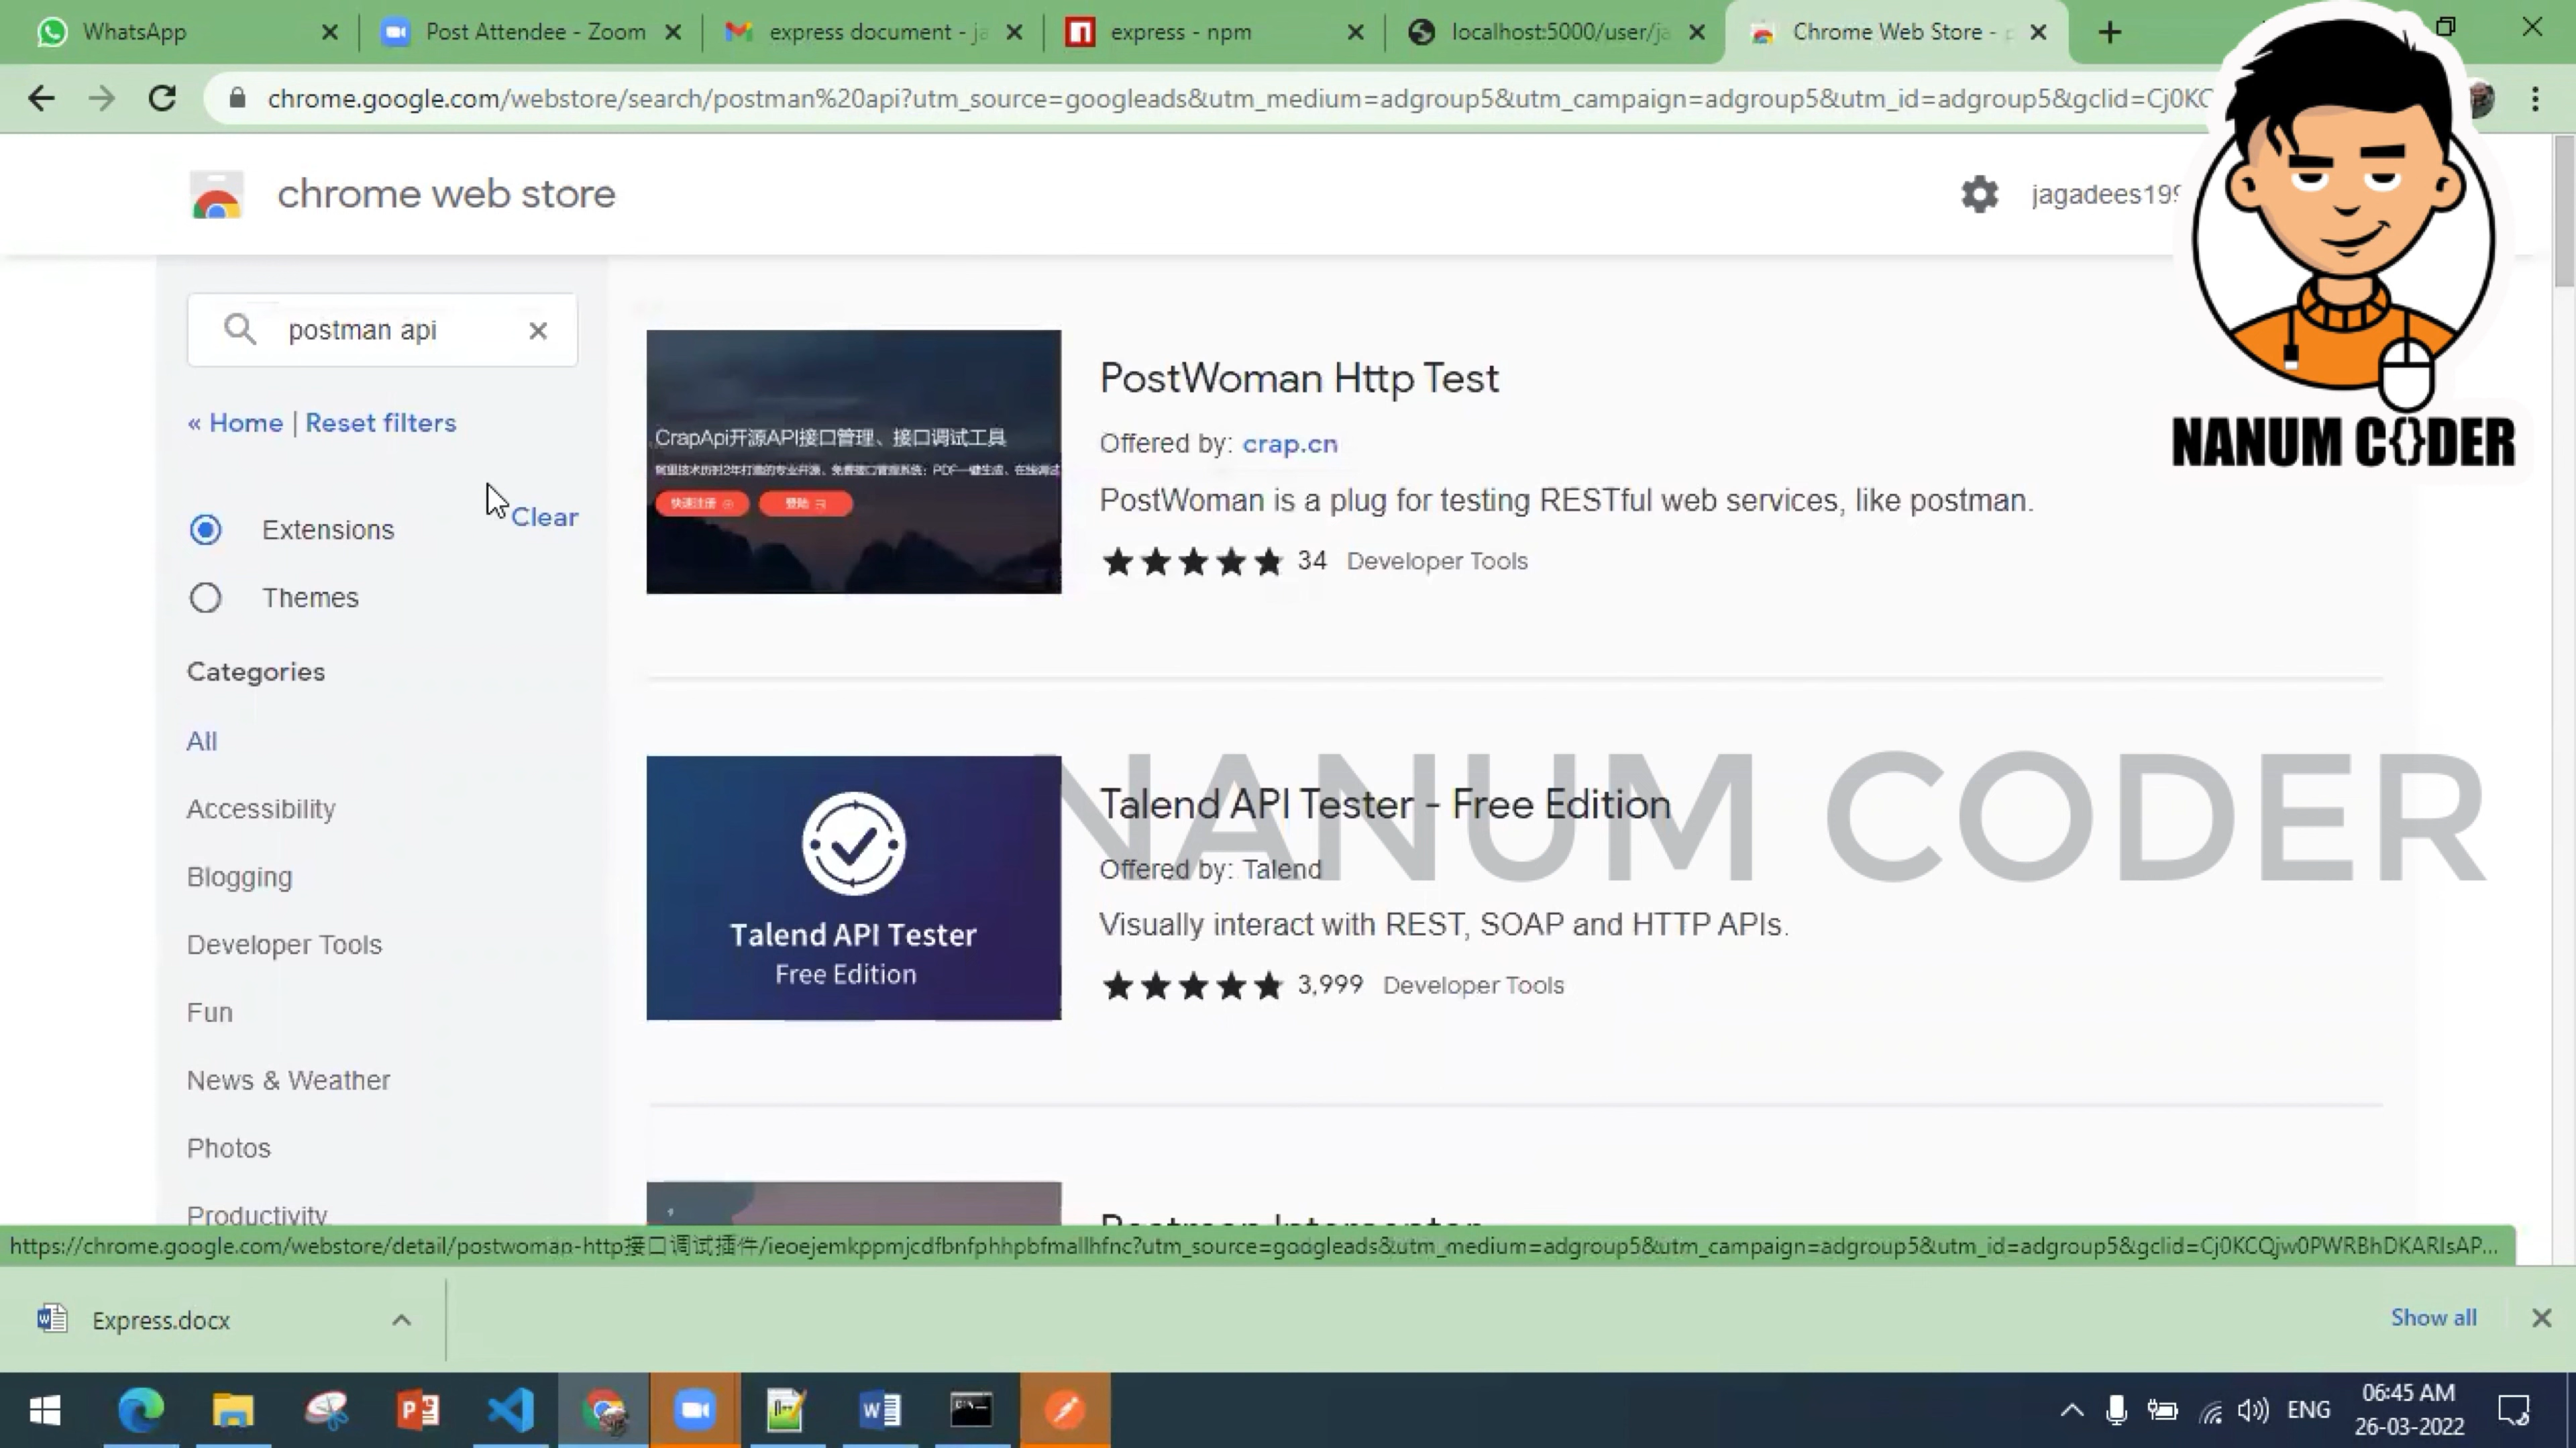 WhatsApp
Post Attendee - Zoom
express document - ja
express - npm
localhost:5000/user/ja
Chrome Web Store -
chrome.google.com/webstore/search/postman%20api?utm_source=googleads&utm_medium=adgroup5&utm_campaign=adgroup5&utm_id=adgroup5&gclid=Cj0KC
chrome web store
jagadees199
NANUM C{}DER
postman api
« Home | Reset filters
Clear
Extensions
Themes
Categories
All
Accessibility
Blogging
Developer Tools
Fun
News & Weather
Photos
Productivity
CrapApi开源API接口管理、接口调试工具
PostWoman Http Test
Offered by: crap.cn
PostWoman is a plug for testing RESTful web services, like postman.
34 Developer Tools
NANUM CODER
Talend API Tester
Free Edition
Talend API Tester - Free Edition
Offered by: Talend
Visually interact with REST, SOAP and HTTP APIs.
3,999 Developer Tools
Postman Interceptor
https://chrome.google.com/webstore/detail/postwoman-http接口调试插件/ieoejemkppmjcdfbnfphhpbfmallhfnc?utm_source=googleads&utm_medium=adgroup5&utm_campaign=adgroup5&utm_id=adgroup5&gclid=Cj0KCQjw0PWRBhDKARIsAP...
Express.docx
Show all
ENG
06:45 AM
26-03-2022